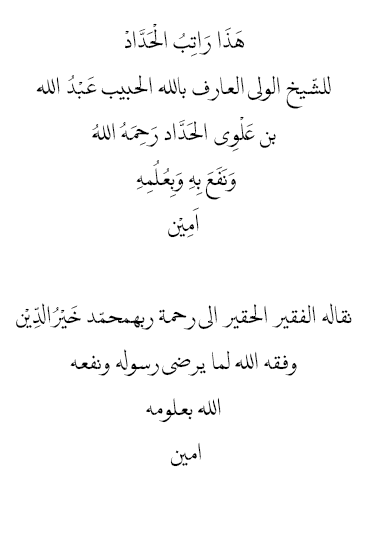 هَذَا رَاتِبُ الْحَدَّادْ
للشّيخ الولى العارف بالله الحبيب عَبْدُ الله
بن عَلْوِى الحَدَّاد رَحِمَهُ اللهُ
وَنَفَعَ بِهِ وَبِعُلُمِهِ
اَمِيْن
نقاله الفقير الحقير الى رحمة ربهمحمّد خَيْرُالدِّيْن
وفقه الله لما يرضى رسوله ونفعه
الله بعلومه
امين